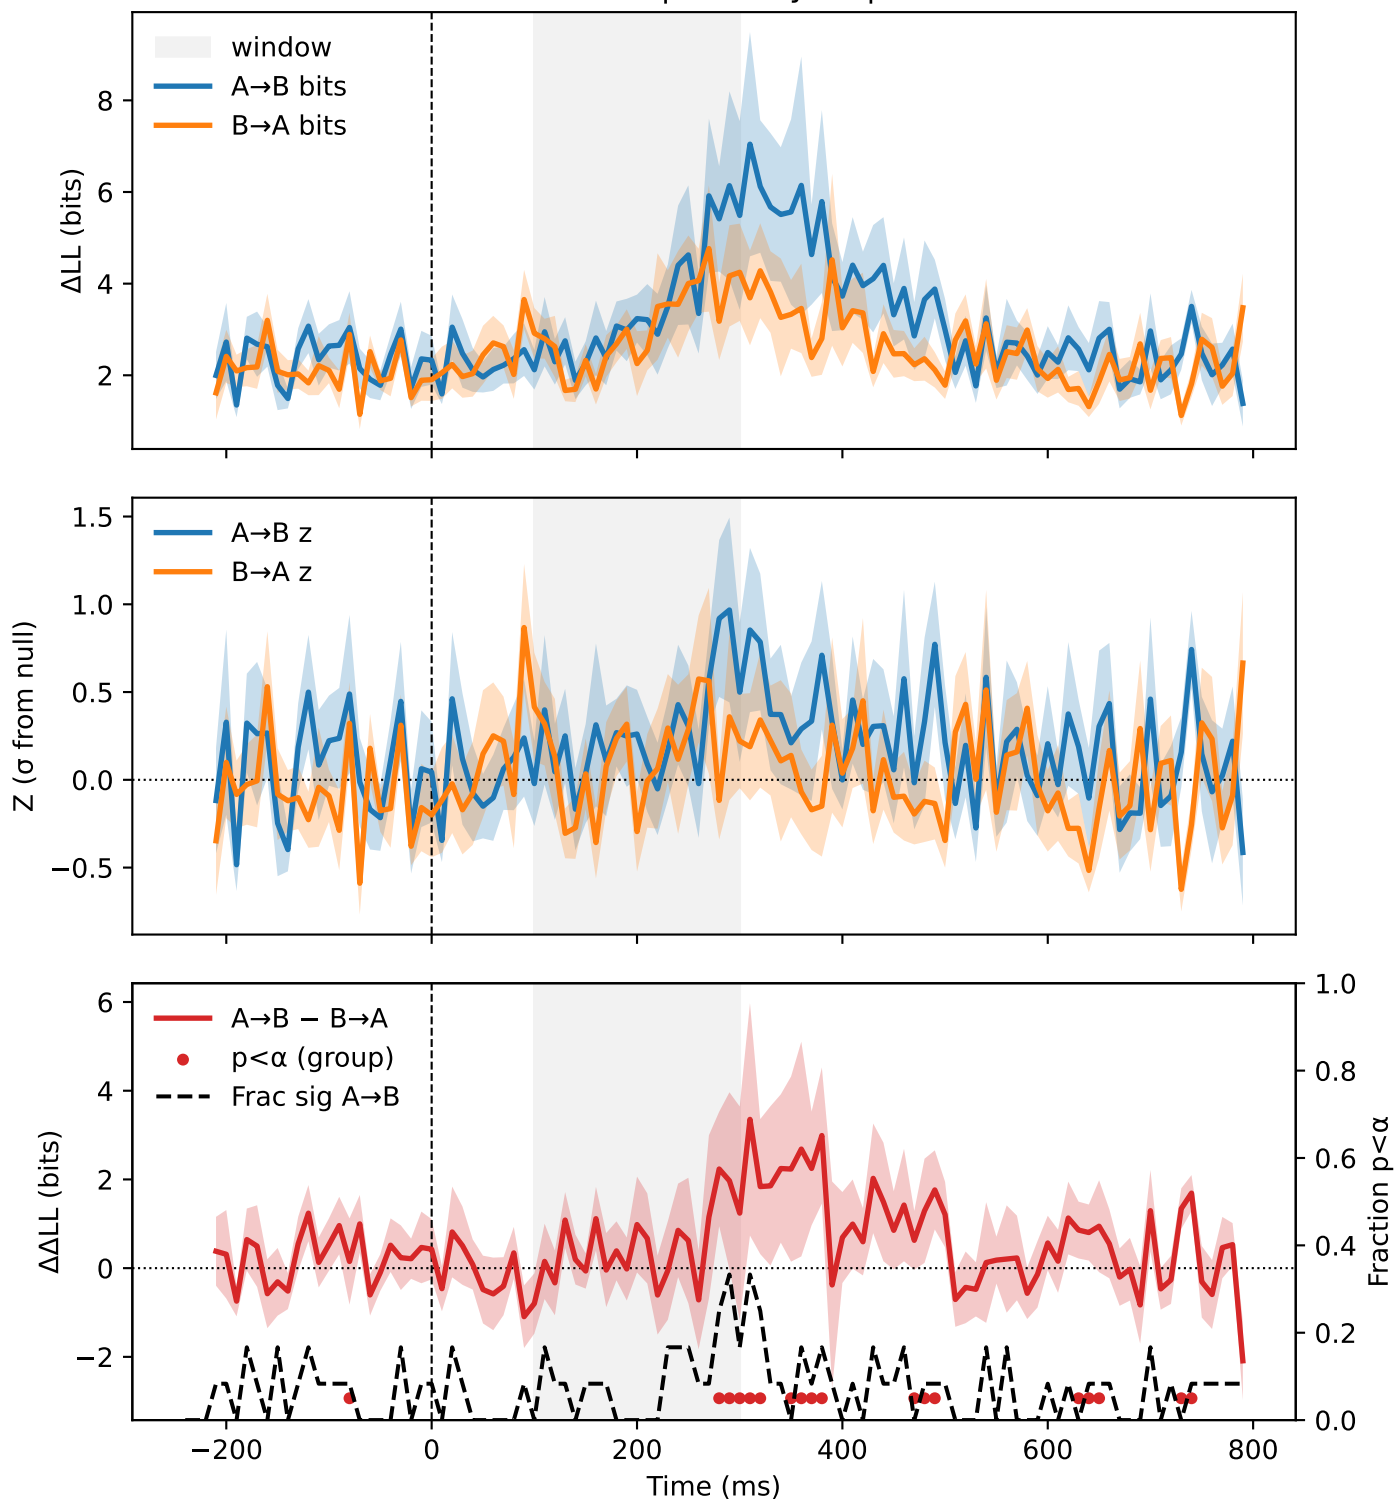 window
A→B bits
B→A bits
8
6
4
2
ΔLL (bits)
A→B z
B→A z
1.5
1.0
0.5
0.0
−0.5
Z (σ from null)
A→B − B→A
p<α (group)
Frac sig A→B
6
4
2
0
−2
ΔΔLL (bits)
1.0
0.8
0.6
0.4
0.2
0.0
Fraction p<α
−200
0
200
400
600
800
Time (ms)